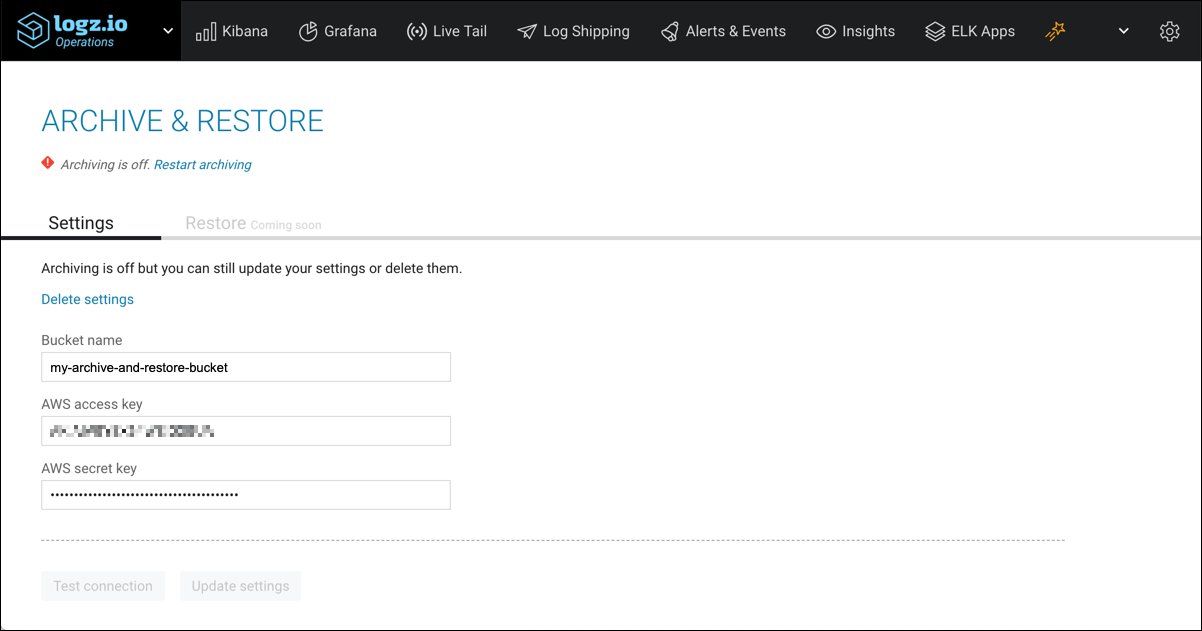 logz.io
Operations
Kibana
Grafana
Live Tail
Log Shipping
Alerts & Events
Insights
ELK Apps
ARCHIVE & RESTORE
Archiving is off. Restart archiving
Settings
Restore Coming soon
Archiving is off but you can still update your settings or delete them.
Delete settings
Bucket name
my-archive-and-restore-bucket
AWS access key
AWS secret key
Test connection
Update settings